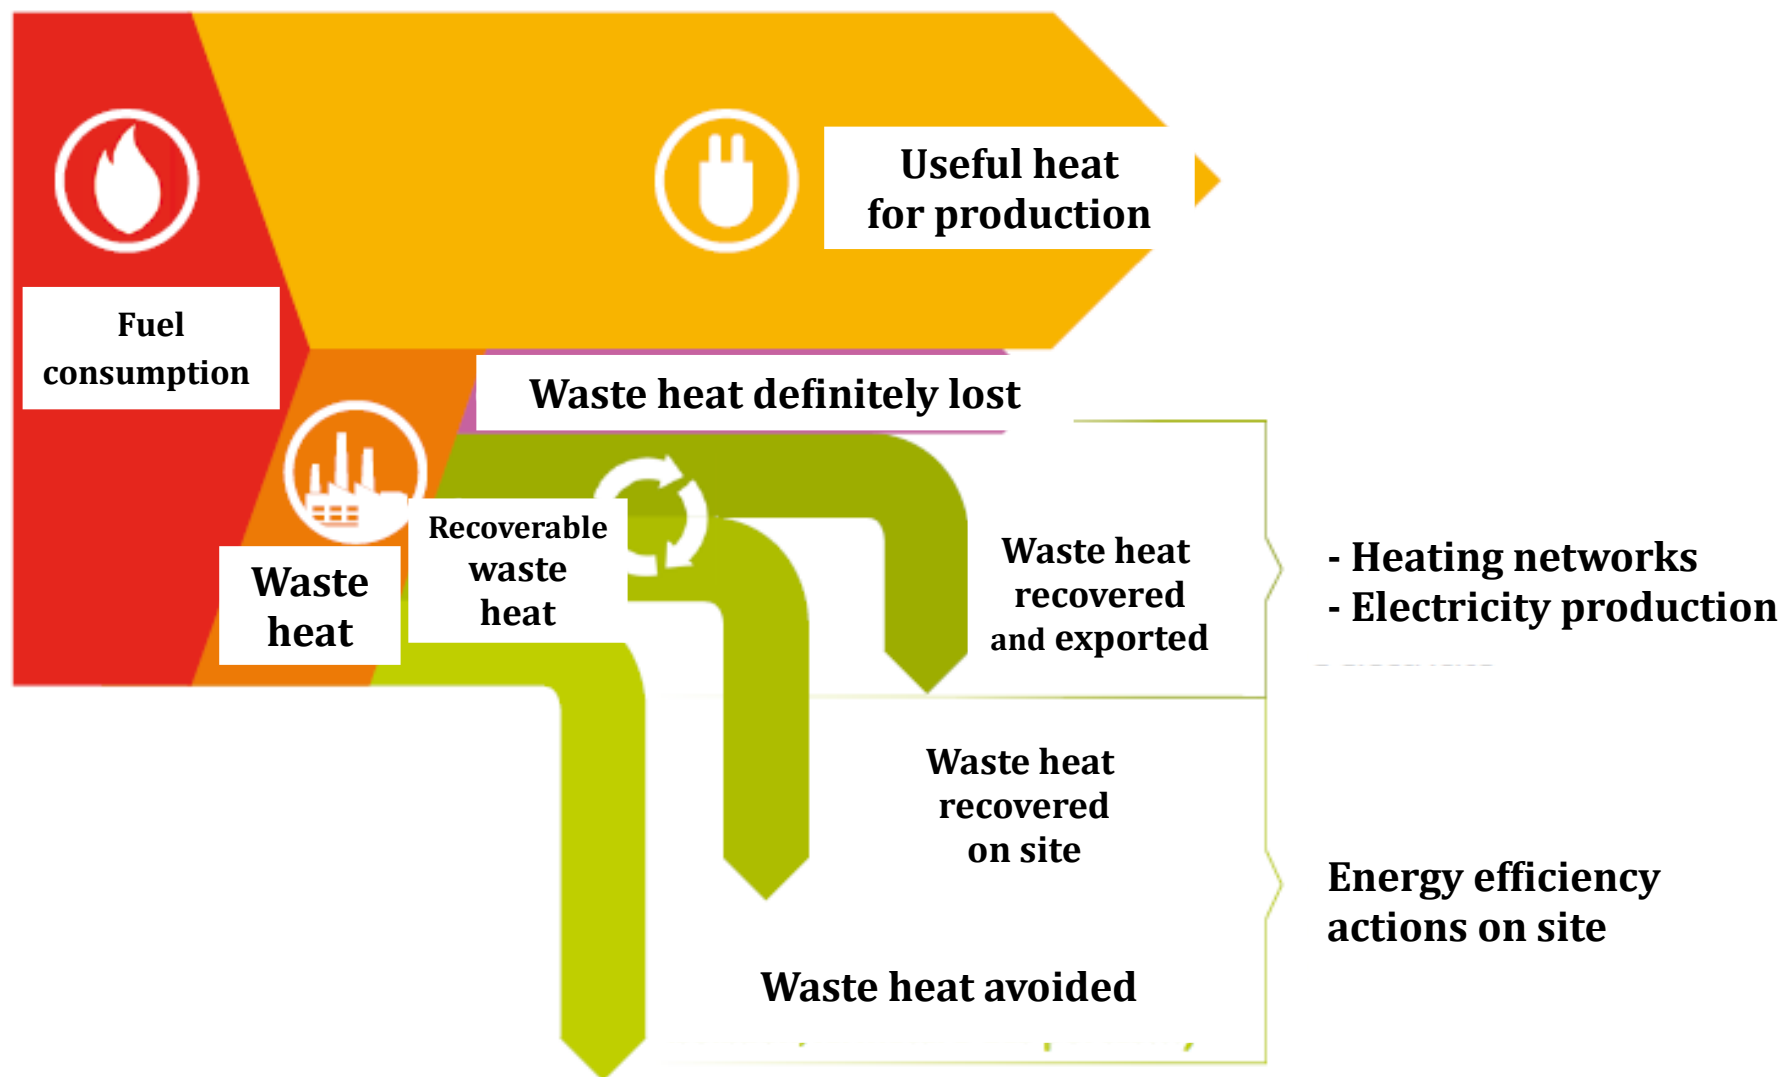 Useful heat
for production
Fuel
consumption
Waste heat definitely lost
Recoverable
waste
heat
Waste
heat
Waste heat
recovered
and exported
- Heating networks
- Electricity production
Waste heat
recovered
on site
Energy efficiency
actions on site
Waste heat avoided